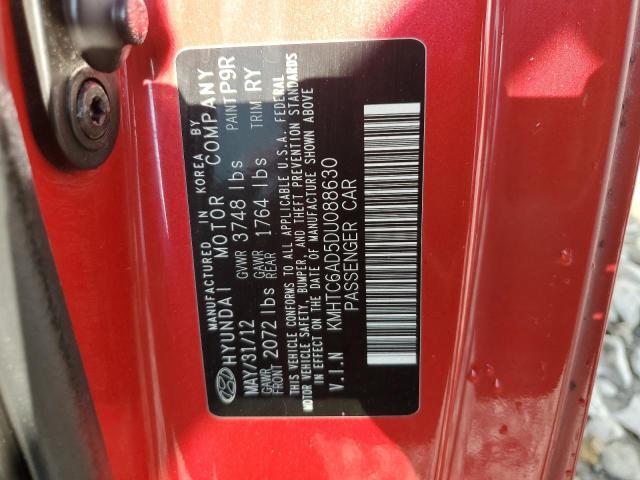 MANUFACTURED IN KOREA BY
HYUNDAI MOTOR COMPANY
MAY/31/12 GVWR 3748 lbs PAINT P9R
GAWR FRONT 2072 lbs GAWR REAR 1764 lbs TRIM RY
THIS VEHICLE CONFORMS TO ALL APPLICABLE U.S.A. FEDERAL
MOTOR VEHICLE SAFETY, BUMPER, AND THEFT PREVENTION STANDARDS
IN EFFECT ON THE DATE OF MANUFACTURE SHOWN ABOVE
V.I.N KMHTC6AD5DU088630
PASSENGER CAR